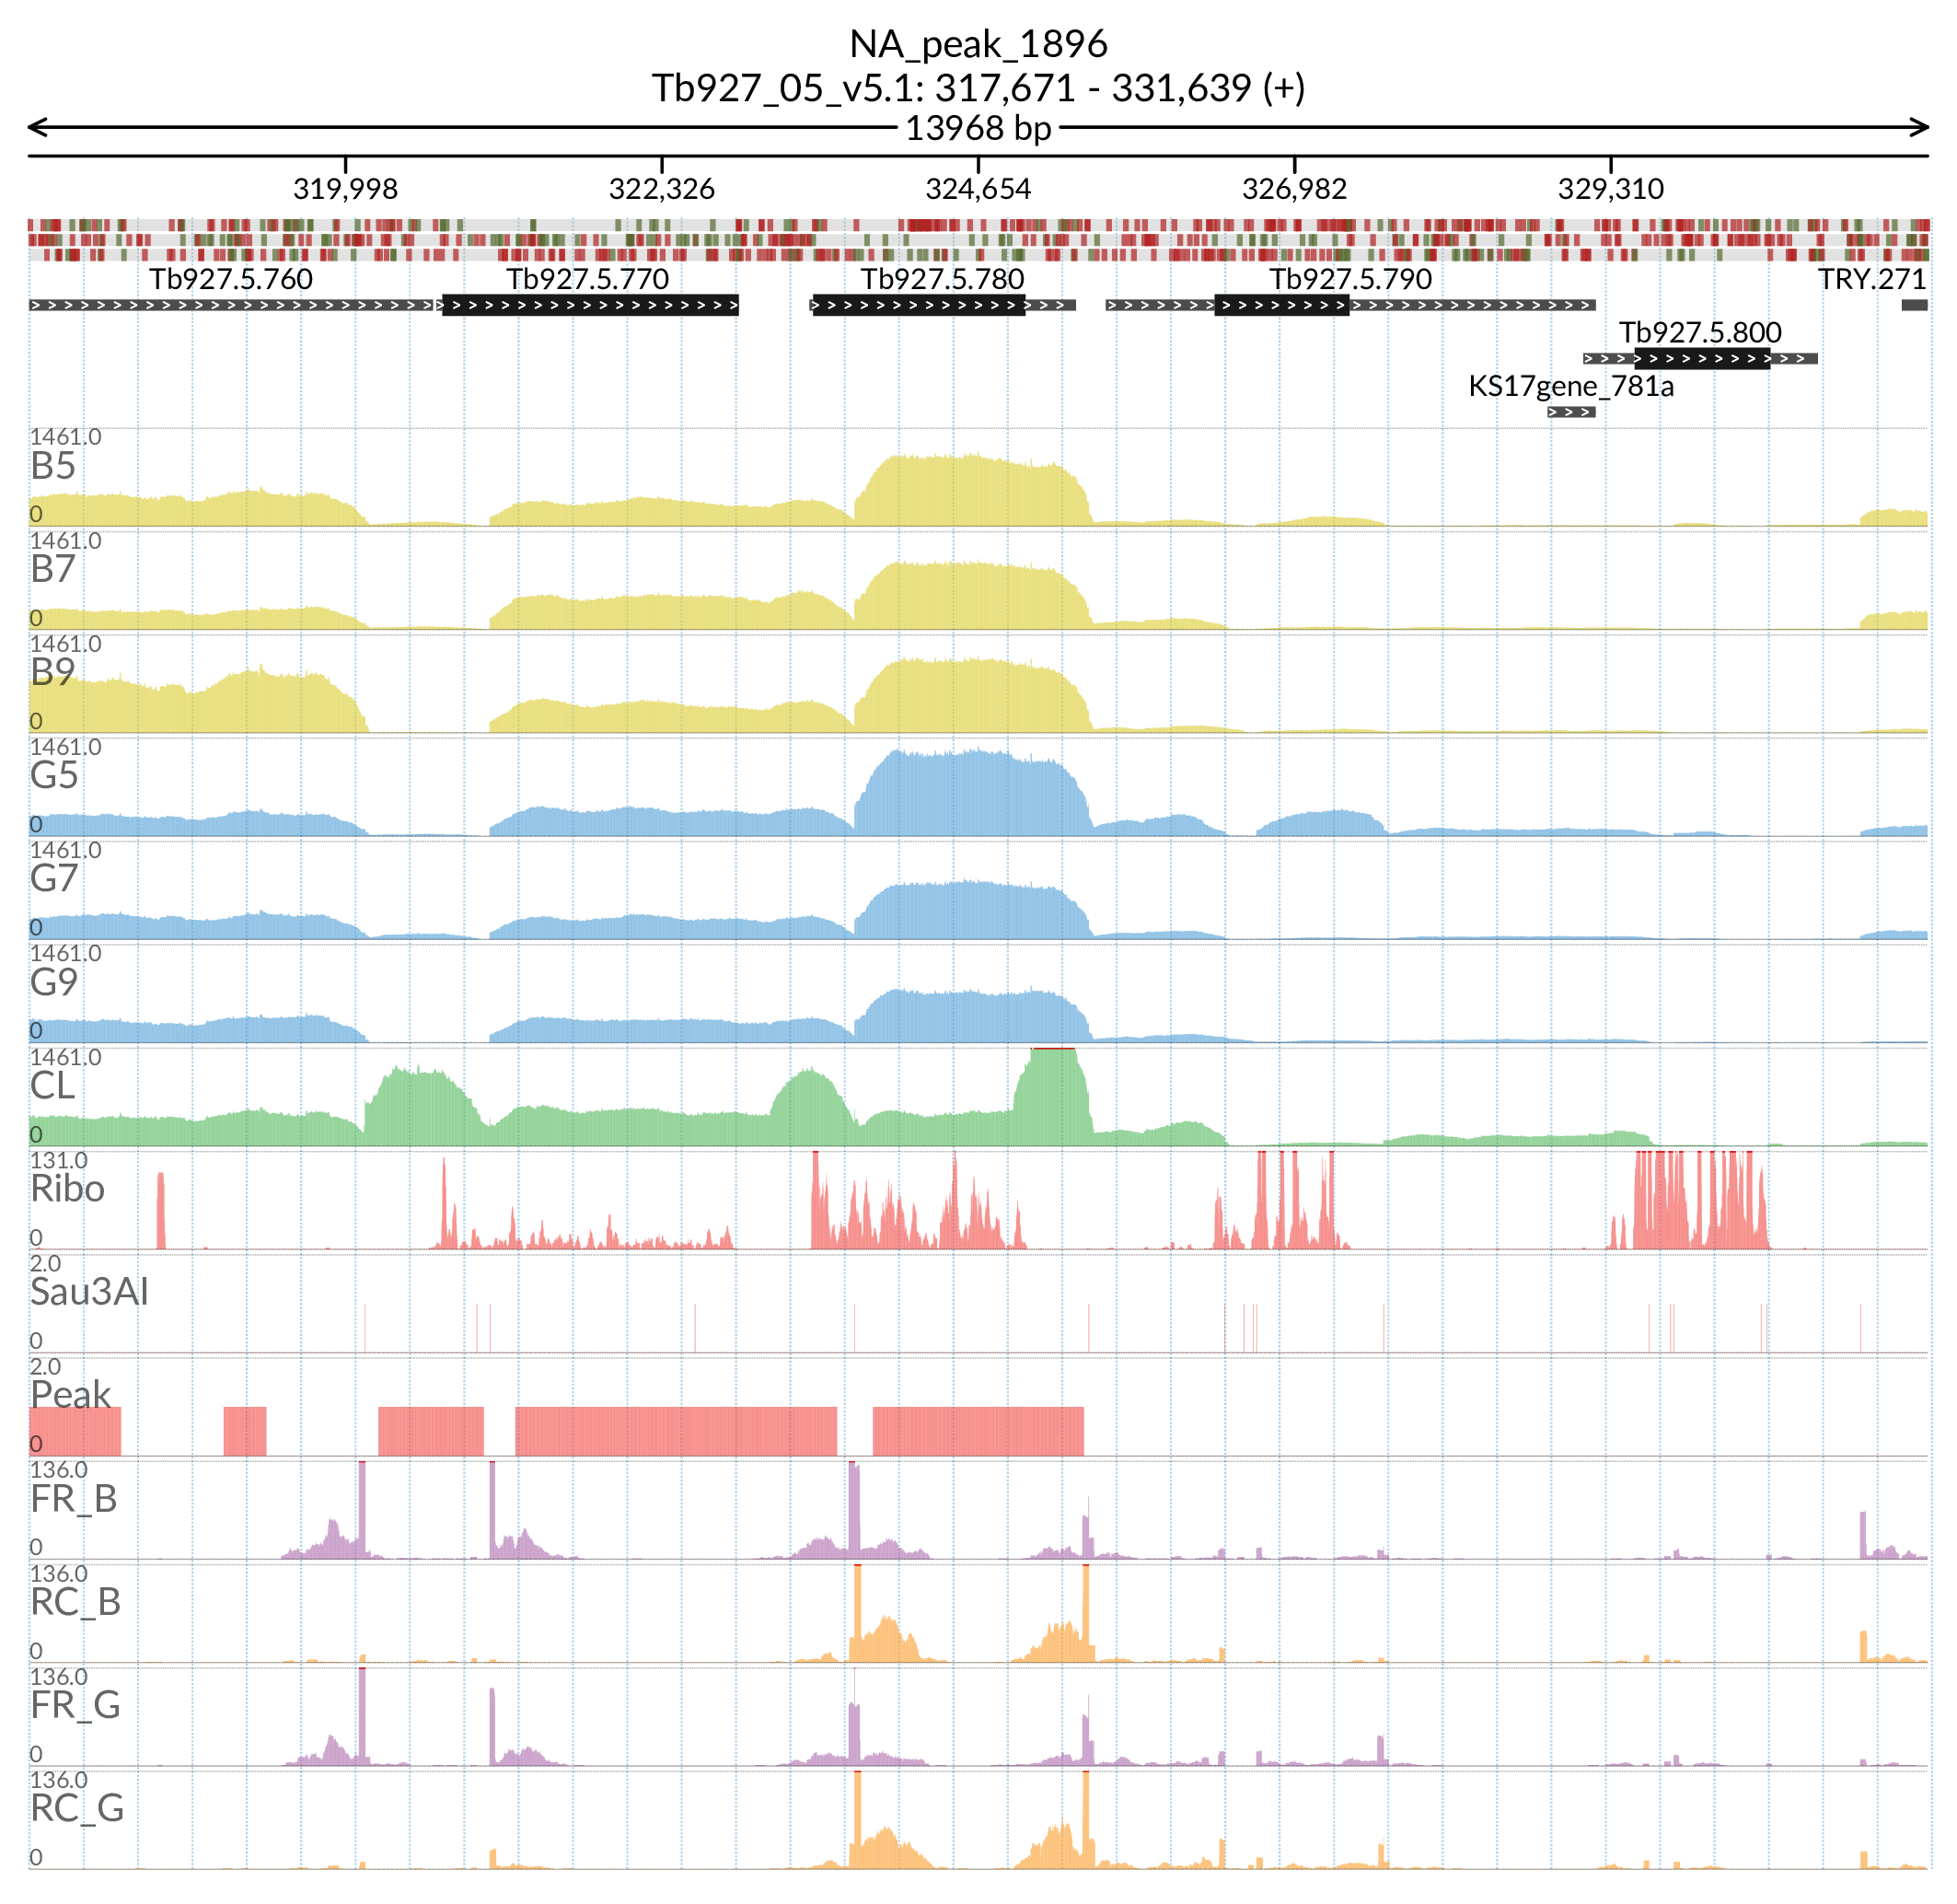 NA_peak_1896
Tb927_05_v5.1: 317,671 - 331,639 (+)
13968 bp
319,998 322,326 324,654 326,982 329,310
Tb927.5.760 Tb927.5.770 Tb927.5.780 Tb927.5.790 TRY.271
Tb927.5.800
KS17gene_781a
1461.0
B5
0
1461.0
B7
0
1461.0
B9
0
1461.0
G5
0
1461.0
G7
0
1461.0
G9
0
1461.0
CL
0
131.0
Ribo
0
2.0
Sau3AI
0
2.0
Peak
0
136.0
FR_B
0
136.0
RC_B
0
136.0
FR_G
0
136.0
RC_G
0